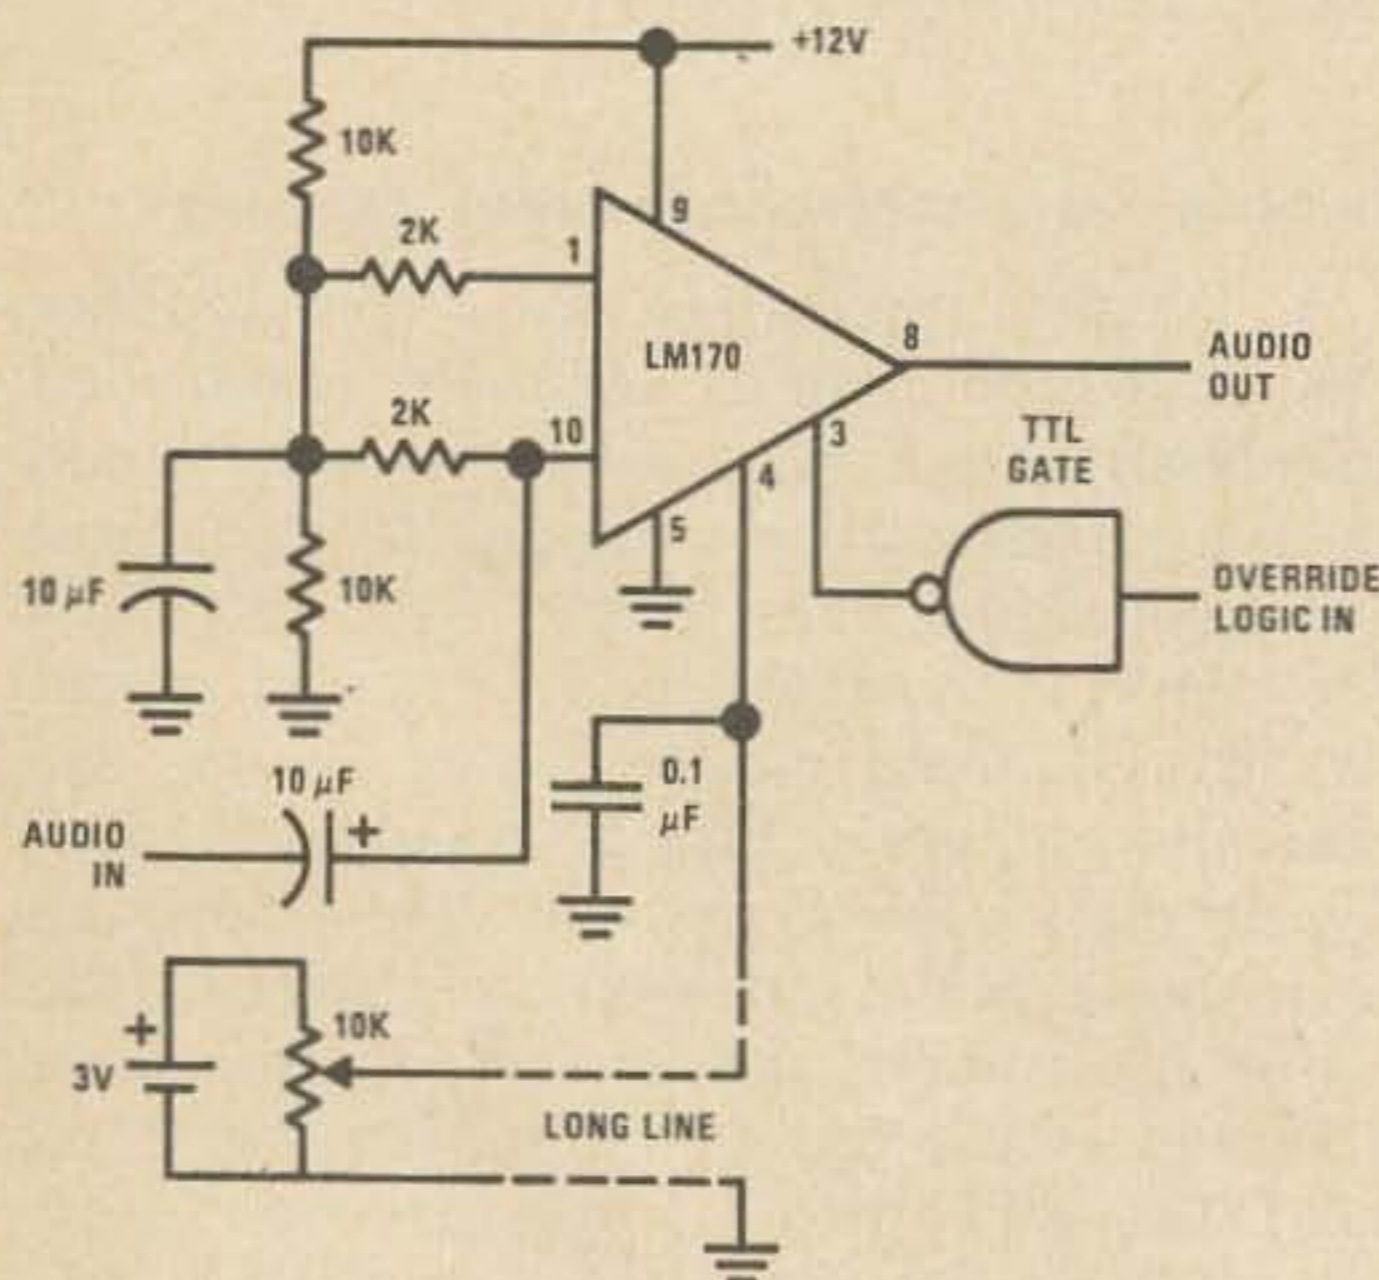 +12V
10K
2K
1
9
LM170
8
AUDIO
OUT
2K
10
3
TTL
GATE
4
5
10 µF
10K
OVERRIDE
LOGIC IN
10 µF
+
AUDIO
IN
0.1
µF
+
10K
3V
LONG LINE